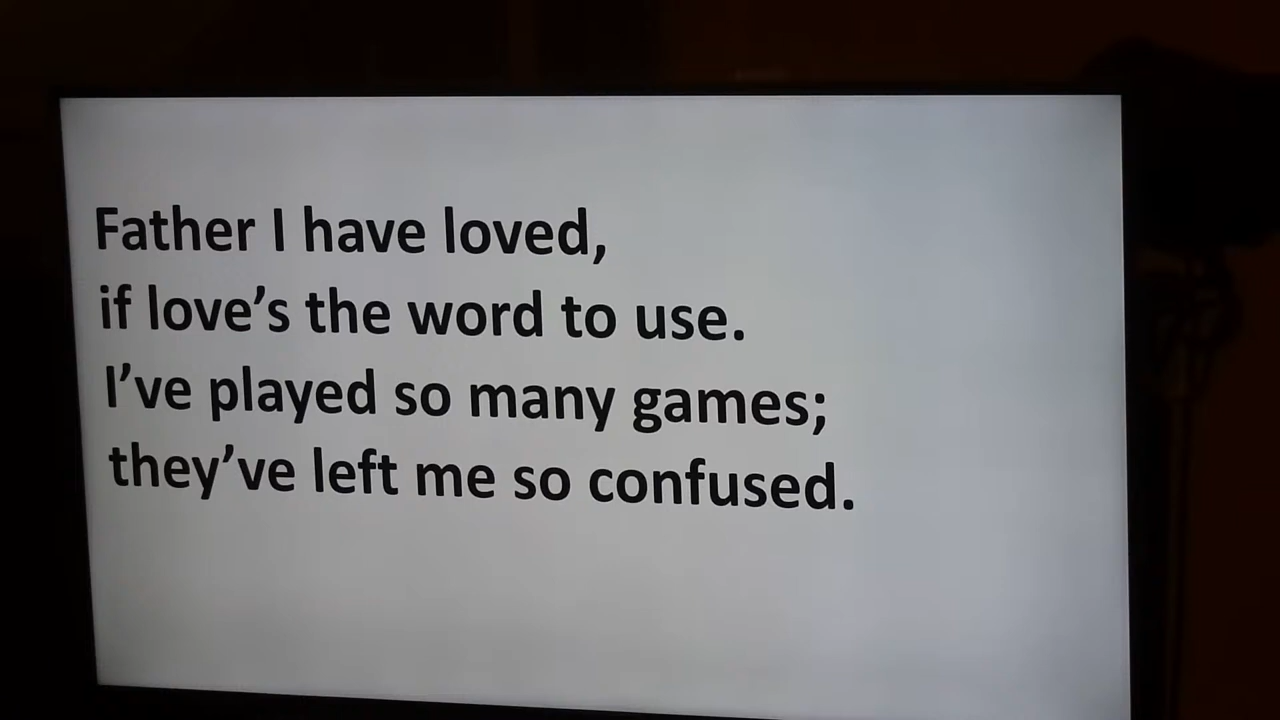 Father I have loved,
if love’s the word to use.
I’ve played so many games;
they’ve left me so confused.